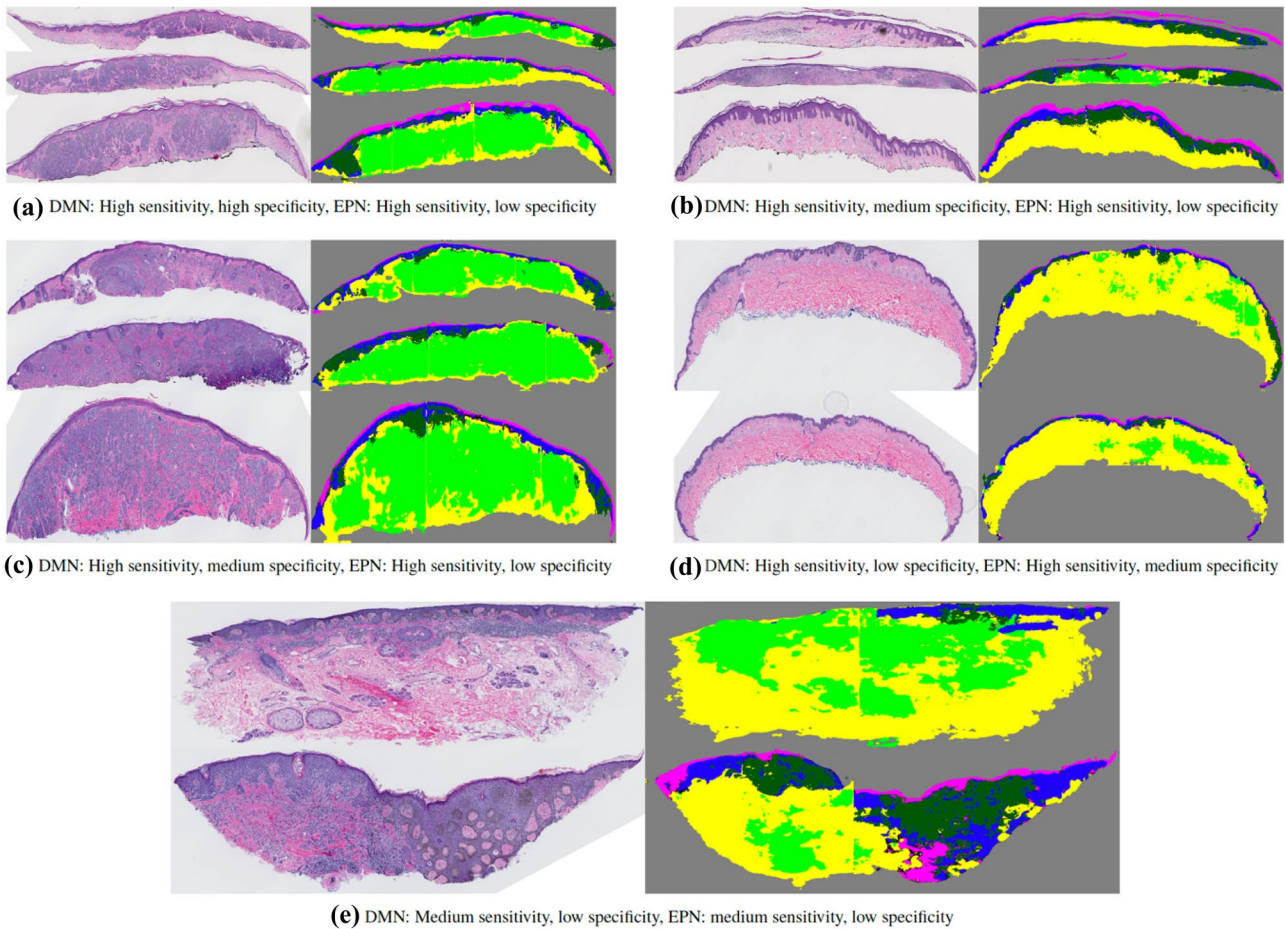 (a) DMN: High sensitivity, high specificity, EPN: High sensitivity, low specificity
(b) DMN: High sensitivity, medium specificity, EPN: High sensitivity, low specificity
(c) DMN: High sensitivity, medium specificity, EPN: High sensitivity, low specificity
(d) DMN: High sensitivity, low specificity, EPN: High sensitivity, medium specificity
(e) DMN: Medium sensitivity, low specificity, EPN: medium sensitivity, low specificity